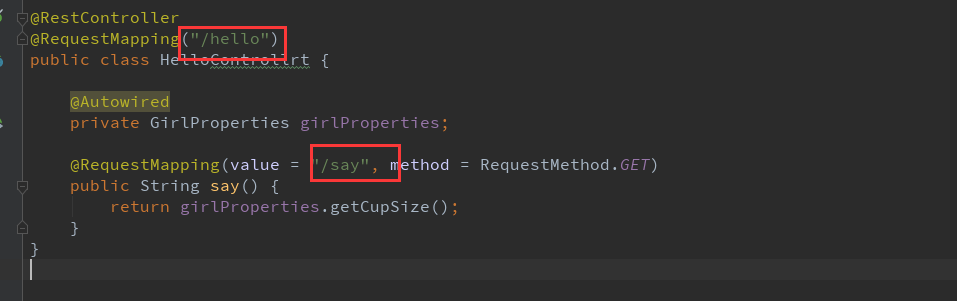 @RestController
@RequestMapping("/hello")
public class HelloControllrt {
@Autowired
private GirlProperties girlProperties;
@RequestMapping(value = "/say", method = RequestMethod.GET)
public String say() {
return girlProperties.getCupSize();
}
}